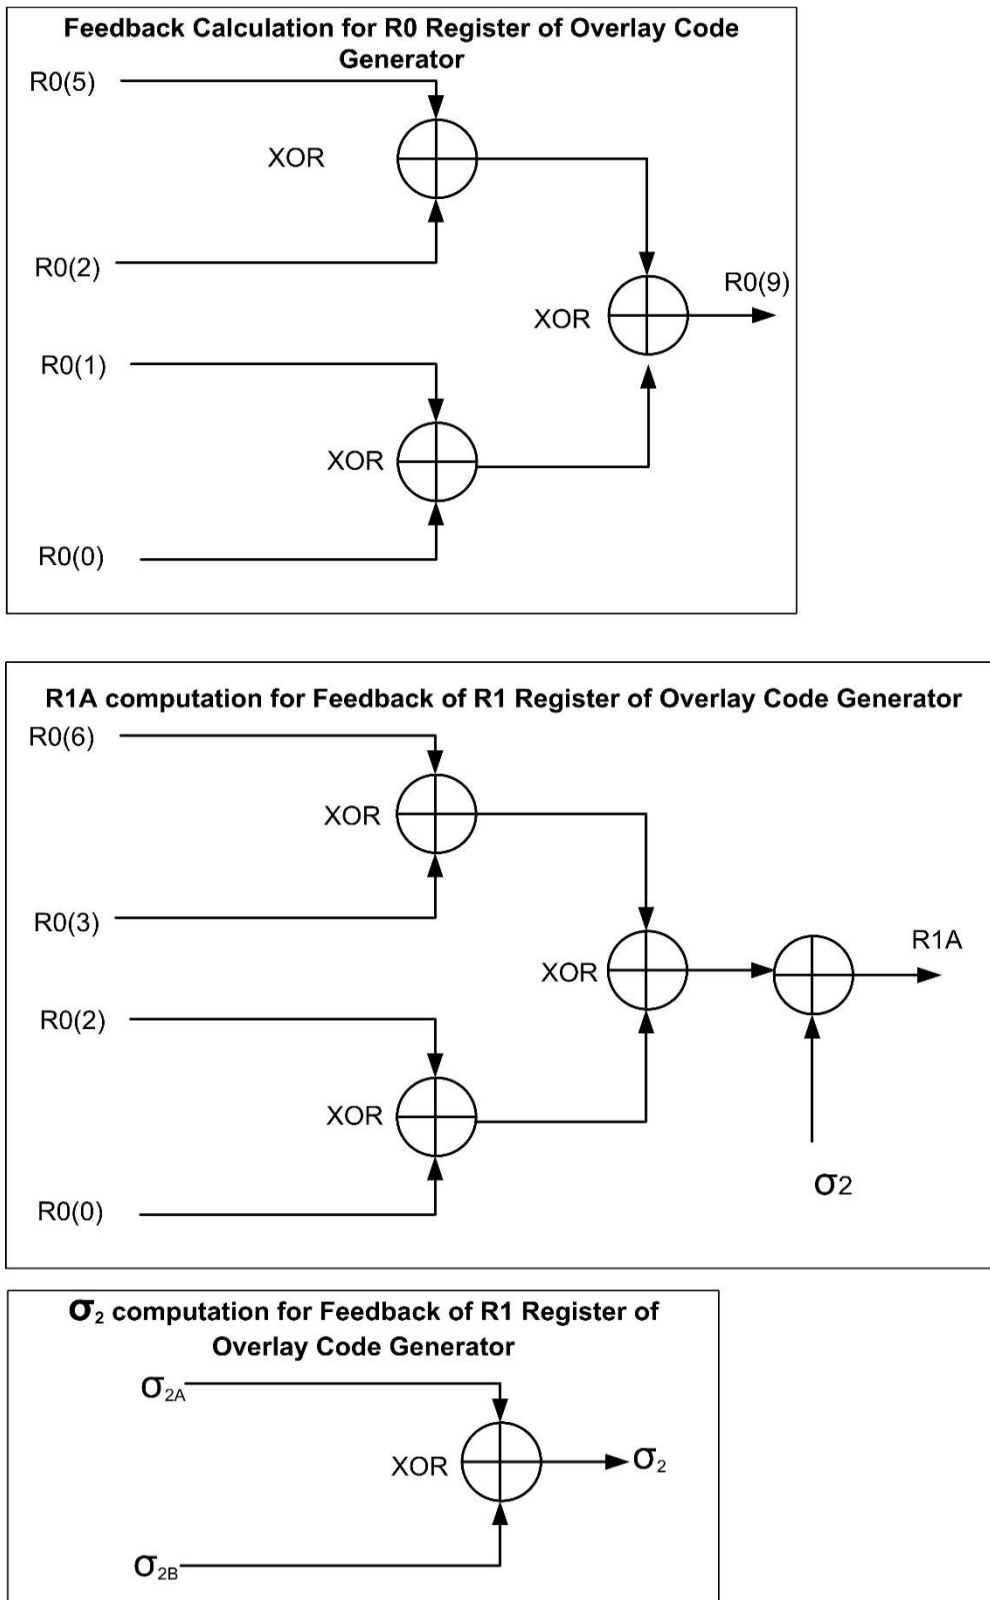 Feedback Calculation for R0 Register of Overlay Code
Generator
R0(5)
XOR
R0(2)
R0(9)
XOR
R0(1)
XOR
R0(0)
R1A computation for Feedback of R1 Register of Overlay Code Generator
R0(6)
XOR
R0(3)
R1A
XOR
R0(2)
XOR
σ2
R0(0)
σ₂ computation for Feedback of R1 Register of
Overlay Code Generator
σ₂A
XOR
σ₂
σ₂B